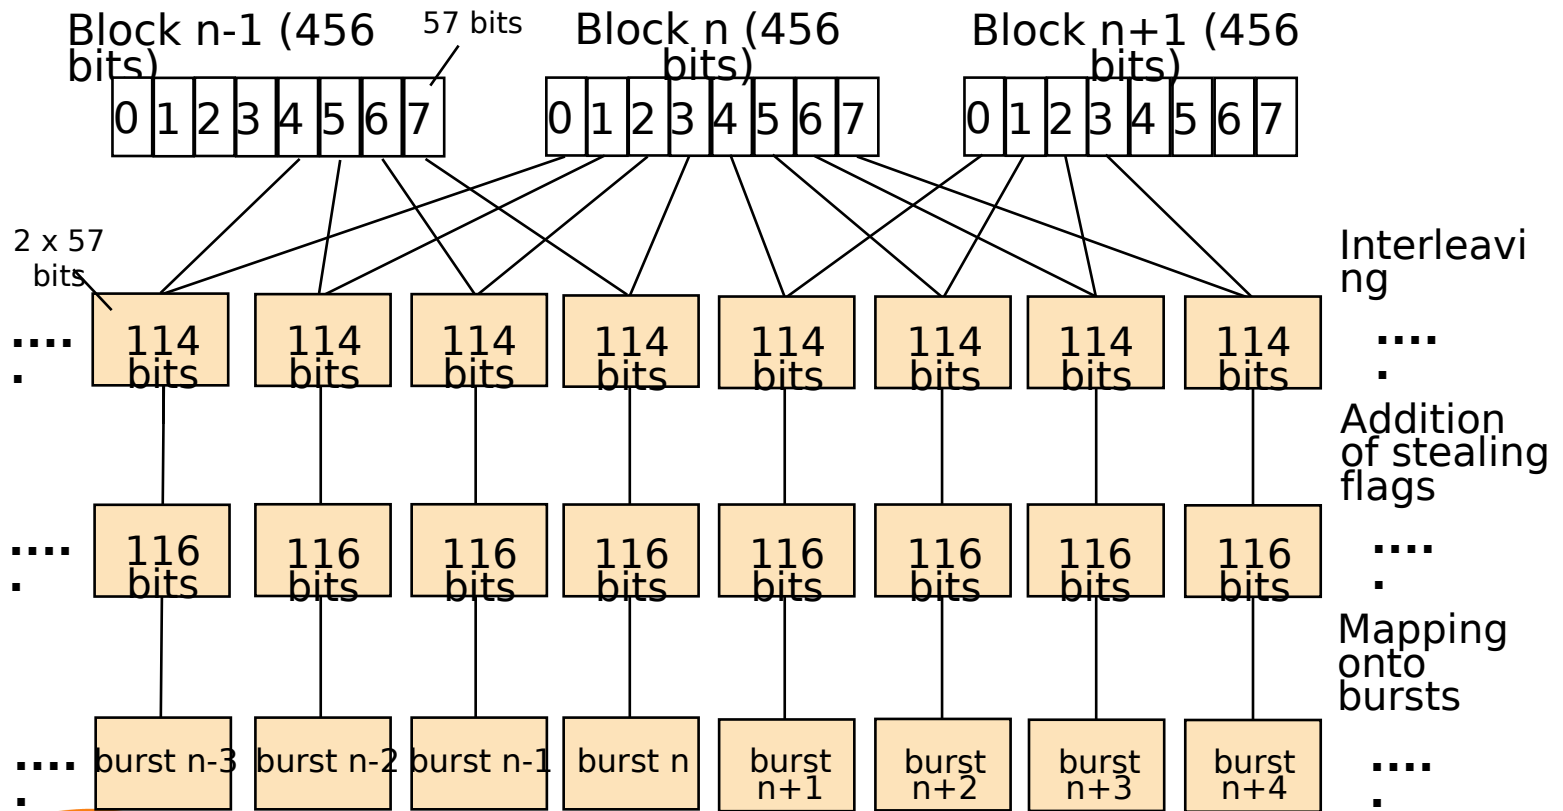 Block n-1 (456
bits)
57 bits
Block n (456
bits)
Block n+1 (456
bits)
0 1 2 3 4 5 6 7
0 1 2 3 4 5 6 7
0 1 2 3 4 5 6 7
2 x 57
bits
Interleavi
ng
....
.
114
bits
114
bits
114
bits
114
bits
114
bits
114
bits
114
bits
114
bits
....
.
Addition
of stealing
flags
....
.
116
bits
116
bits
116
bits
116
bits
116
bits
116
bits
116
bits
116
bits
....
.
Mapping
onto
bursts
....
.
burst n-3
burst n-2
burst n-1
burst n
burst
n+1
burst
n+2
burst
n+3
burst
n+4
....
.